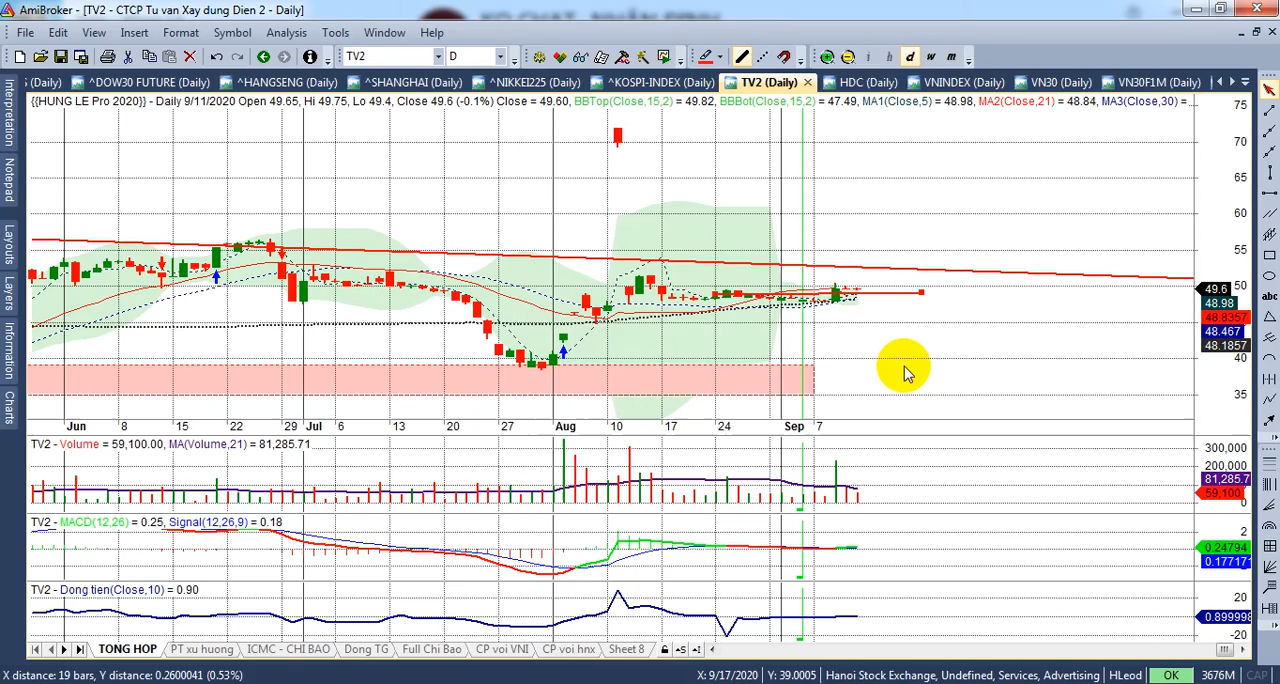 AmiBroker - [TV2 - CTCP Tu van Xay dung Dien 2 - Daily]
File Edit View Insert Format Symbol Analysis Tools Window Help
TV2 D i h d w m
(Daily) ^DOW30 FUTURE (Daily) ^HANGSENG (Daily) ^SHANGHAI (Daily) ^NIKKEI225 (Daily) ^KOSPI-INDEX (Daily) TV2 (Daily) HDC (Daily) VNINDEX (Daily) VN30 (Daily) VN30F1M (Daily)
{{HUNG LE Pro 2020}} - Daily 9/11/2020 Open 49.65, Hi 49.75, Lo 49.4, Close 49.6 (-0.1%) Close = 49.60, BBTop(Close,15,2) = 49.82, BBBot(Close,15,2) = 47.49, MA1(Close,5) = 48.98, MA2(Close,21) = 48.84, MA3(Close,30) = ...
Interpretation
Notepad
Layouts
Layers
Information
Charts
abc
75
70
65
60
55
50
49.6
48.98
48.8357
48.467
48.1857
40
35
Jun 8 15 22 29 Jul 6 13 20 27 Aug 10 17 24 Sep 7
TV2 - Volume = 59,100.00, MA(Volume,21) = 81,285.71
300,000
200,000
81,285.7
59,100
0
TV2 - MACD(12,26) = 0.25, Signal(12,26,9) = 0.18
2
0.24794
0.17717
TV2 - Dong tien(Close,10) = 0.90
20
0.899998
-20
TONG HOP PT xu huong ICMC - CHI BAO Dong TG Full Chi Bao CP voi VNI CP voi hnx Sheet 8
X distance: 19 bars, Y distance: 0.2600041 (0.53%) X: 9/17/2020 Y: 39.0005 Hanoi Stock Exchange, Undefined, Services, Advertising HLeod OK 3676M CAP